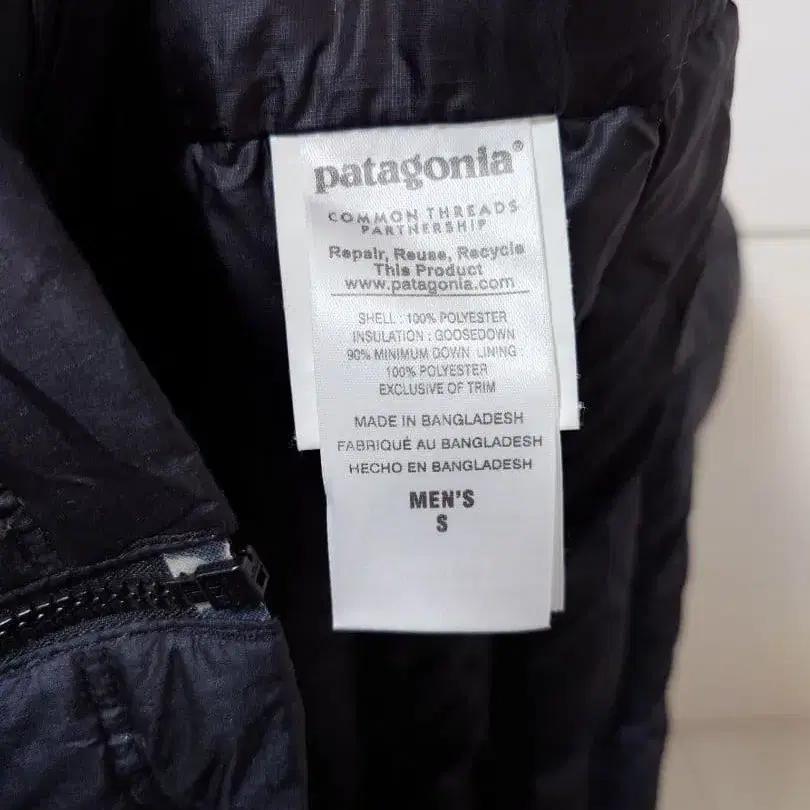 patagonia®
COMMON THREADS
PARTNERSHIP
Repair, Reuse, Recycle
This Product
www.patagonia.com
SHELL : 100% POLYESTER
INSULATION : GOOSEDOWN
90% MINIMUM DOWN LINING :
100% POLYESTER
EXCLUSIVE OF TRIM
MADE IN BANGLADESH
FABRIQUÉ AU BANGLADESH
HECHO EN BANGLADESH
MEN'S
S